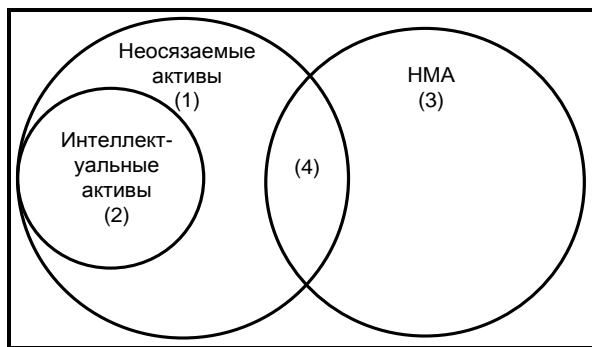 Неосязаемые
активы
(1)
НМА
(3)
Интеллект-
уальные
активы
(2)
(4)